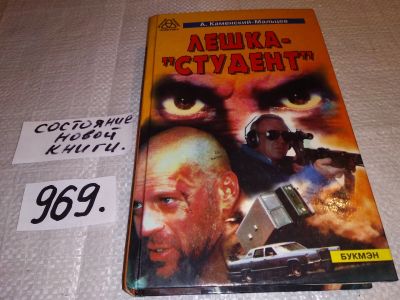 А. Каменский-Мальцев
ЛЕШКА-
"СТУДЕНТ"
состояние
новой
книги.
969.
БУКМЭН